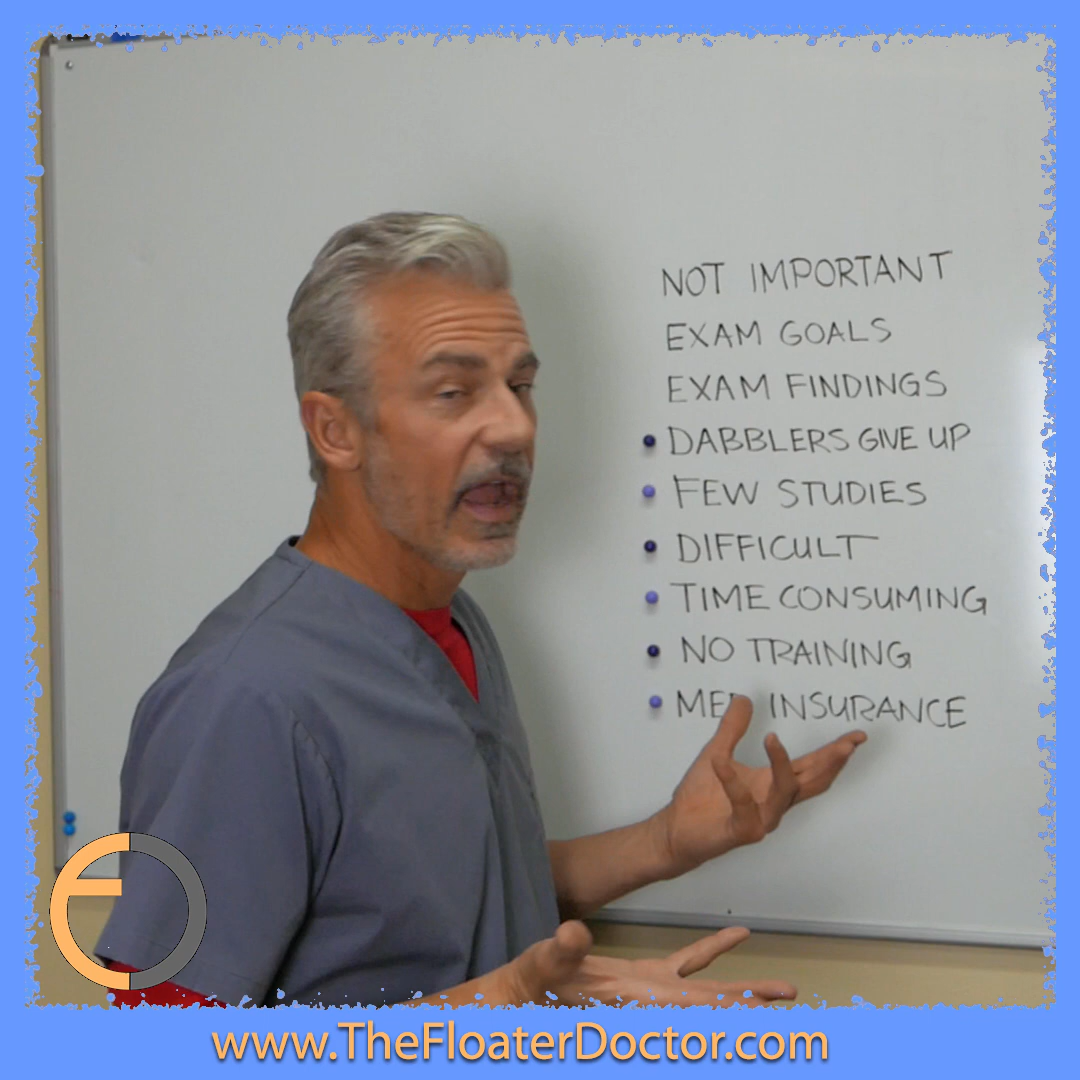 NOT IMPORTANT
EXAM GOALS
EXAM FINDINGS
DABBLERS GIVE UP
FEW STUDIES
DIFFICULT
TIME CONSUMING
NO TRAINING
INSURANCE
www.TheFloaterDoctor.com